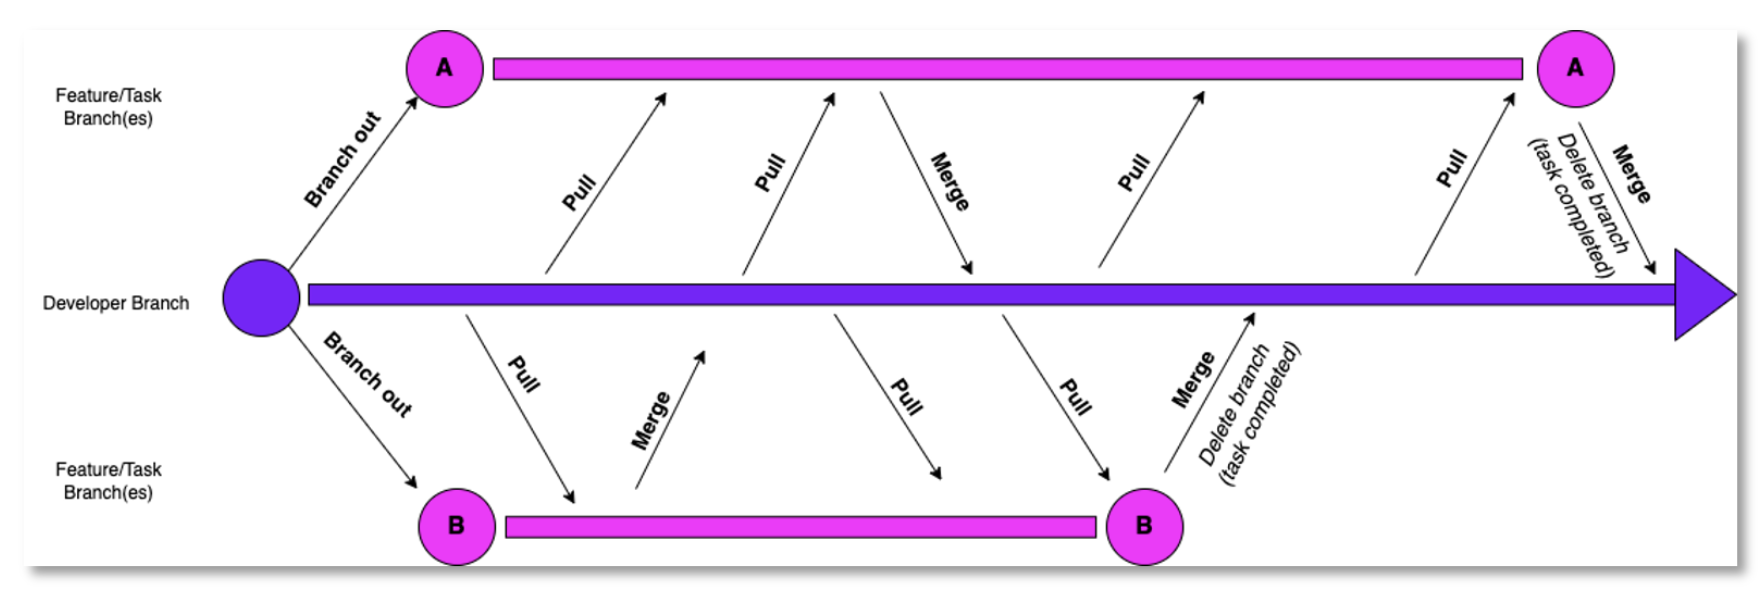 A
A
Feature/Task
Branch(es)
Branch out
Pull
Pull
Merge
Pull
Pull
Merge
Delete branch
(task completed)
Developer Branch
Branch out
Pull
Merge
Pull
Pull
Merge
Delete branch
(task completed)
Feature/Task
Branch(es)
B
B